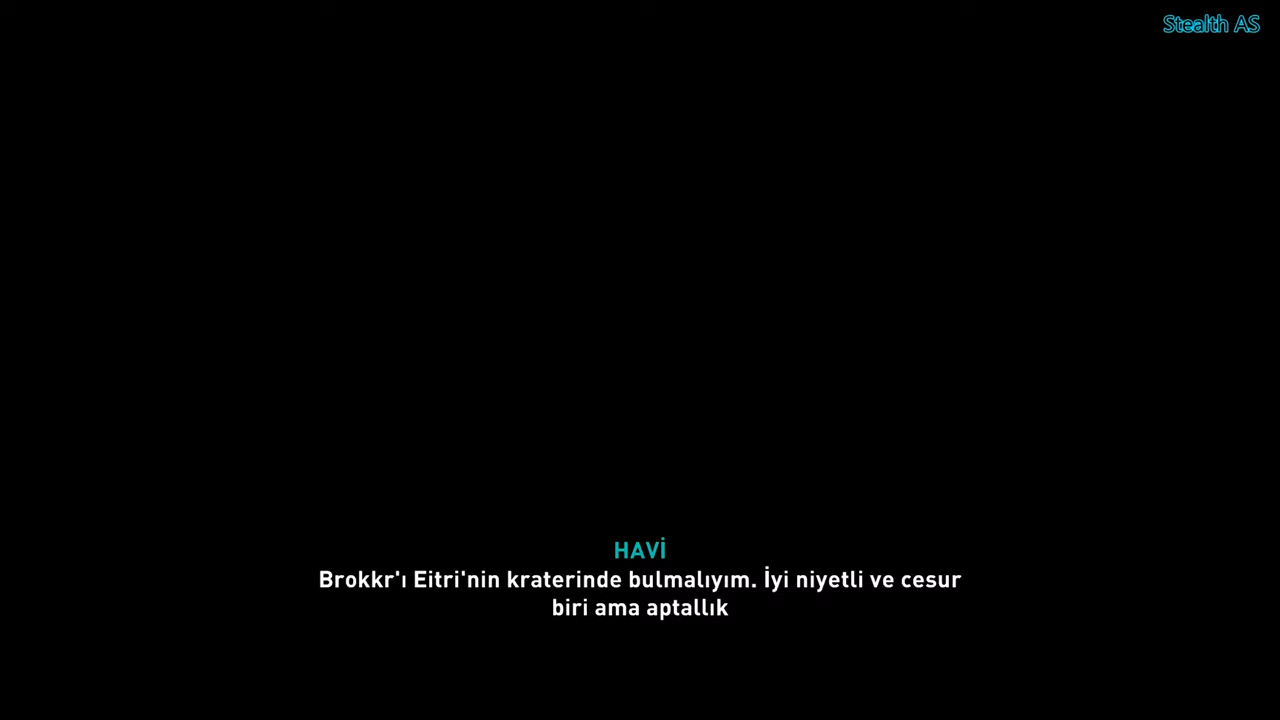 Stealth AS
HAVİ
Brokkr'ı Eitri'nin kraterinde bulmalıyım. İyi niyetli ve cesur
biri ama aptallık